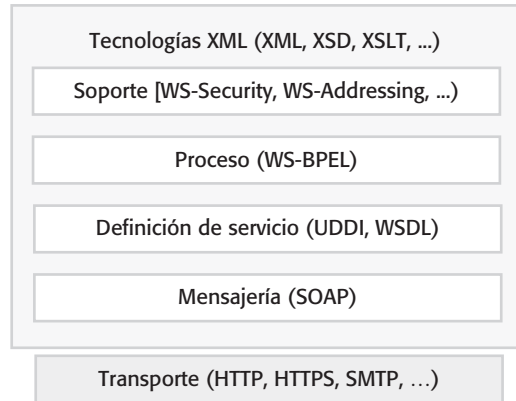 Tecnologías XML (XML, XSD, XSLT, ...)
Soporte [WS-Security, WS-Addressing, ...)
Proceso (WS-BPEL)
Definición de servicio (UDDI, WSDL)
Mensajería (SOAP)
Transporte (HTTP, HTTPS, SMTP, …)